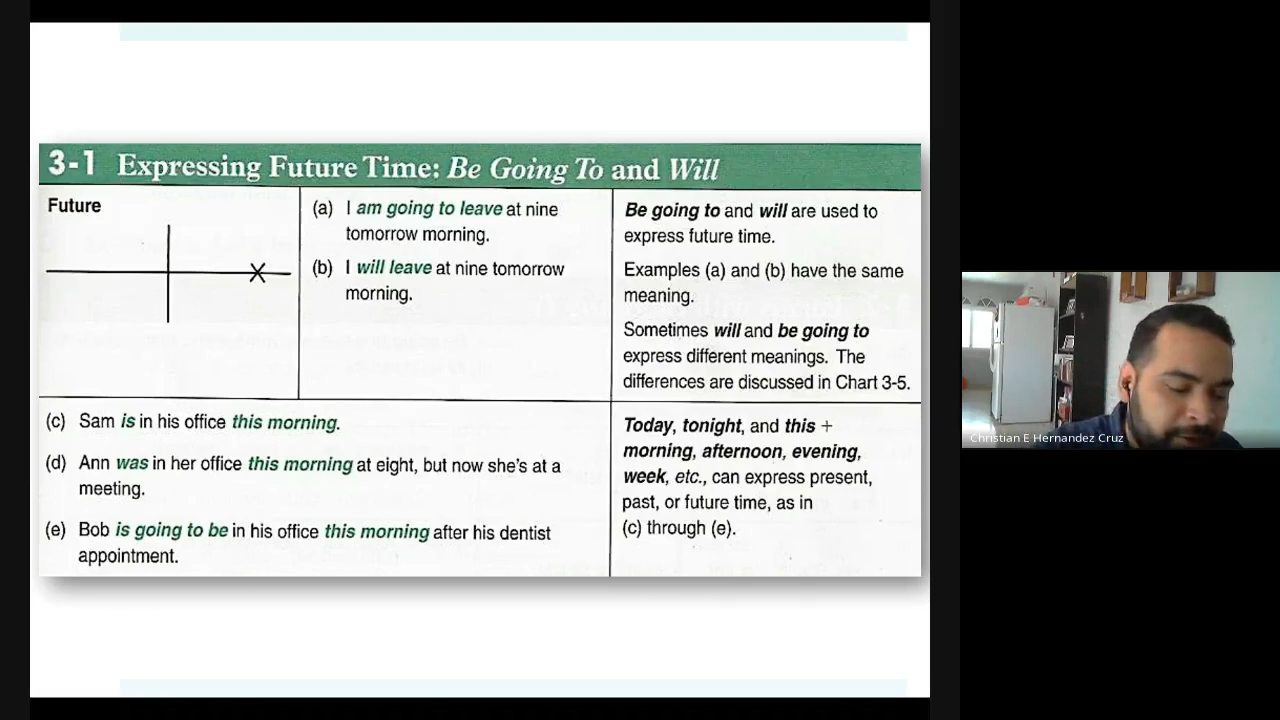 3-1 Expressing Future Time: Be Going To and Will
Future
(a) I am going to leave at nine
tomorrow morning.
(b) I will leave at nine tomorrow
morning.
Be going to and will are used to
express future time.
Examples (a) and (b) have the same
meaning.
Sometimes will and be going to
express different meanings. The
differences are discussed in Chart 3-5.
(c) Sam is in his office this morning.
(d) Ann was in her office this morning at eight, but now she's at a
meeting.
(e) Bob is going to be in his office this morning after his dentist
appointment.
Today, tonight, and this +
morning, afternoon, evening,
week, etc., can express present,
past, or future time, as in
(c) through (e).
Christian E Hernandez Cruz